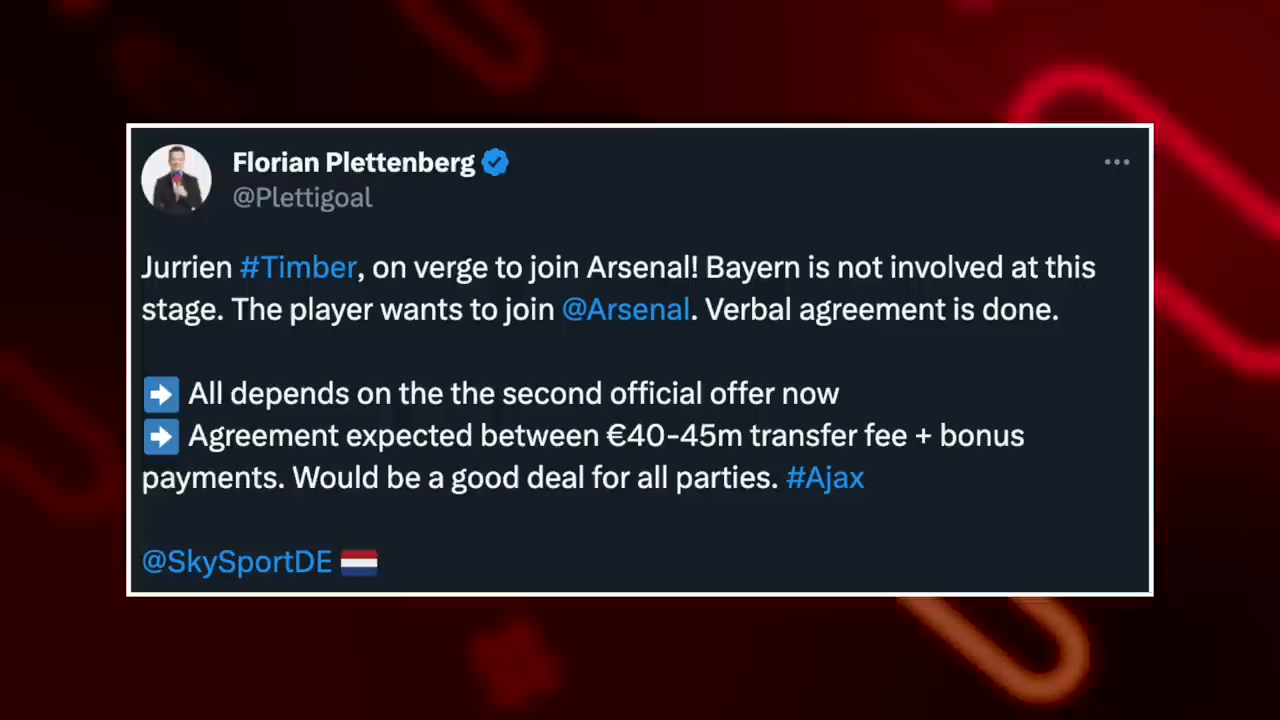 Florian Plettenberg
@Plettigoal
Jurrien #Timber, on verge to join Arsenal! Bayern is not involved at this
stage. The player wants to join @Arsenal. Verbal agreement is done.
➡️ All depends on the the second official offer now
➡️ Agreement expected between €40-45m transfer fee + bonus
payments. Would be a good deal for all parties. #Ajax
@SkySportDE 🇳🇱